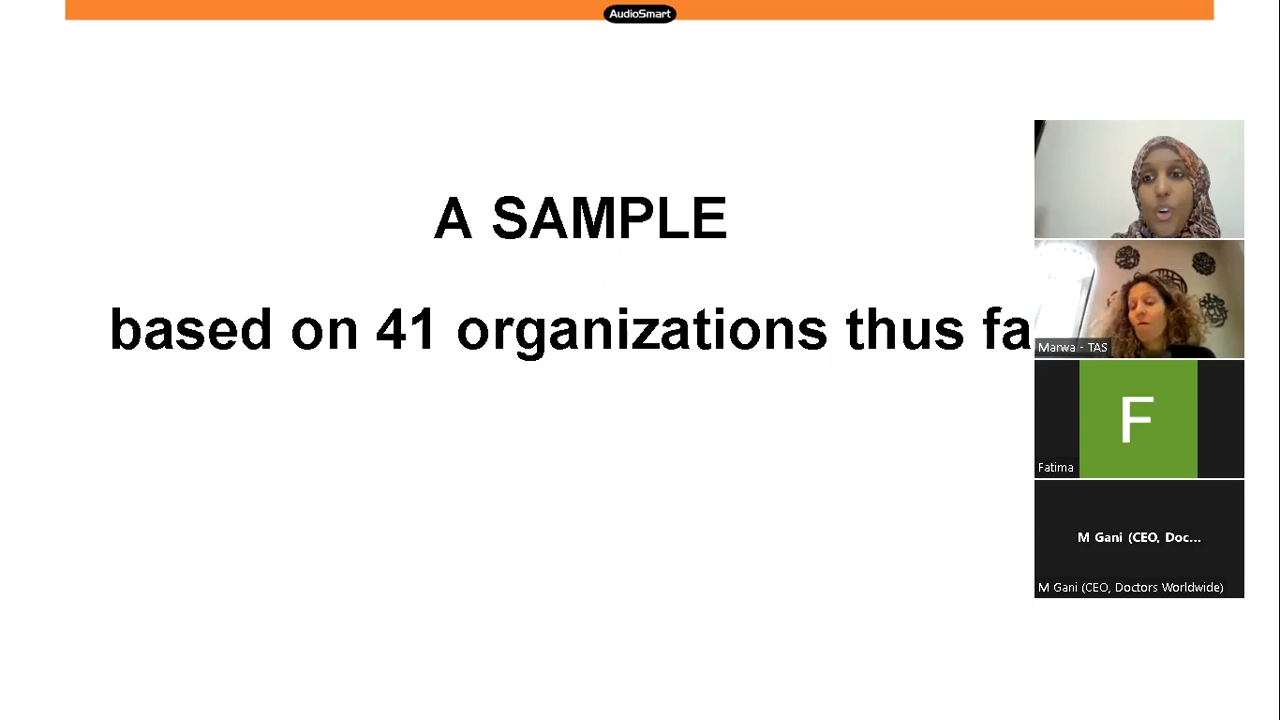 AudioSmart
A SAMPLE
based on 41 organizations thus fa
Marwa - TAS
F
Fatima
M Gani (CEO, Doc...
M Gani (CEO, Doctors Worldwide)